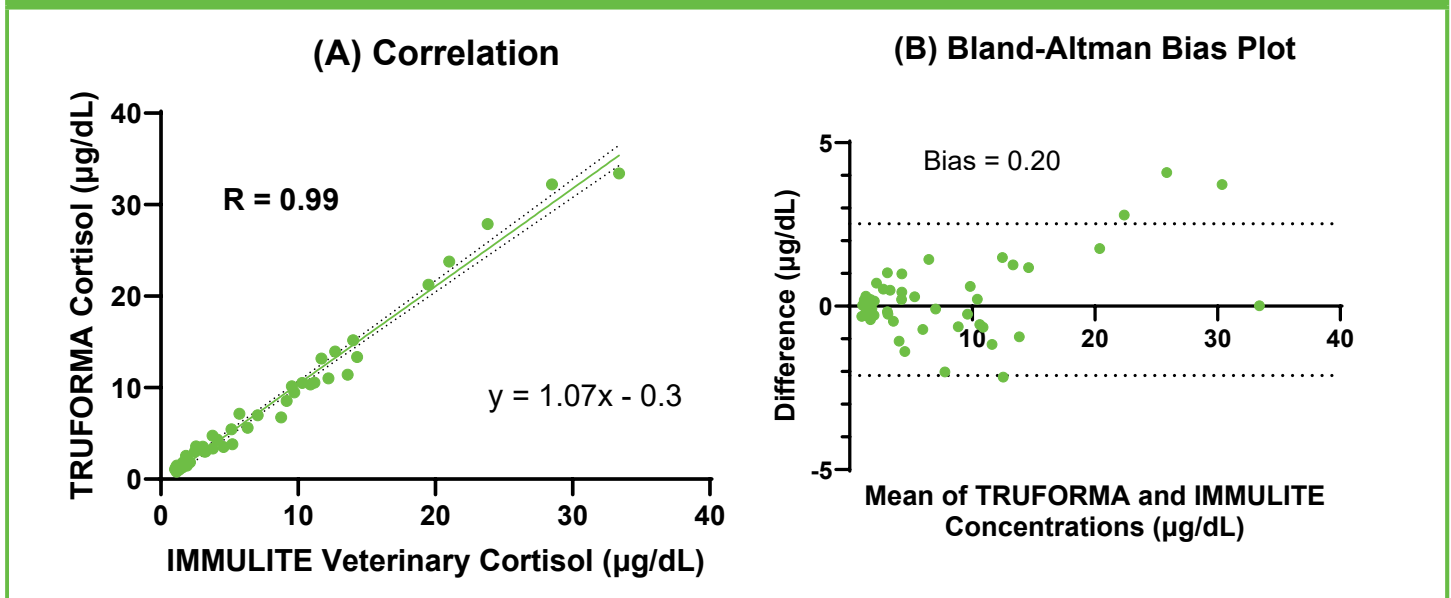 (A) Correlation
TRUFORMA Cortisol (µg/dL)
40
30
20
10
0
R = 0.99
y = 1.07x - 0.3
0 10 20 30 40
IMMULITE Veterinary Cortisol (µg/dL)
(B) Bland-Altman Bias Plot
Difference (µg/dL)
5
0
-5
Bias = 0.20
10 20 30 40
Mean of TRUFORMA and IMMULITE
Concentrations (µg/dL)